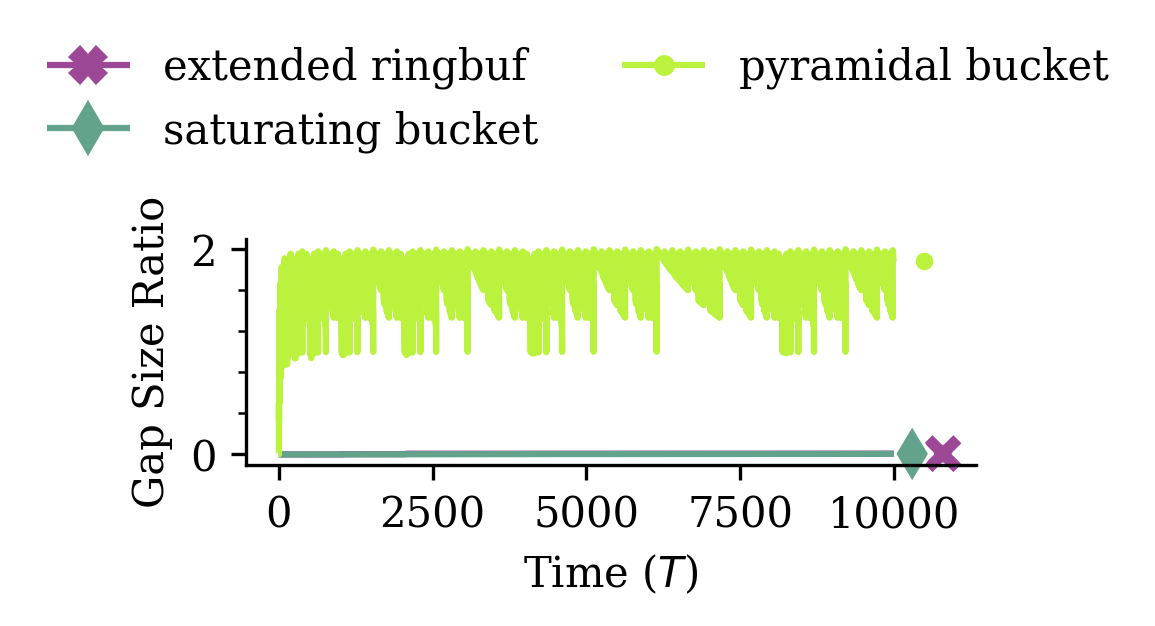 extended ringbuf
pyramidal bucket
saturating bucket
Gap Size Ratio
2
0
0 2500 5000 7500 10000
Time (T)